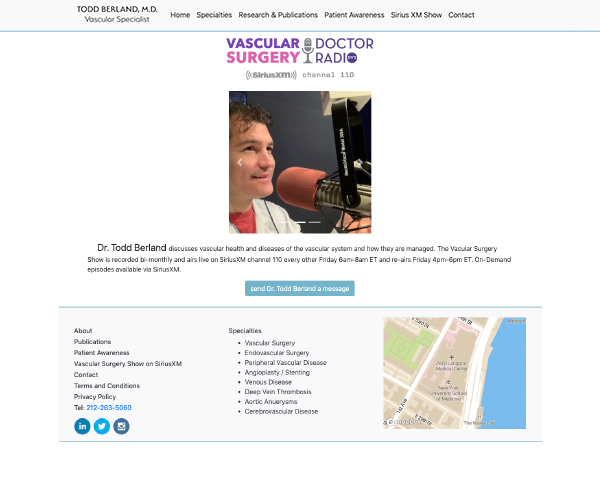 TODD BERLAND, M.D.
Vascular Specialist
Home Specialties Research & Publications Patient Awareness Sirius XM Show Contact
VASCULAR DOCTOR
SURGERY RADIO
((SiriusXM)) channel 110
Dr. Todd Berland discusses vascular health and diseases of the vascular system and how they are managed. The Vacular Surgery
Show is recorded bi-monthly and airs live on SiriusXM channel 110 every other Friday 6am-8am ET and re-airs Friday 4pm-6pm ET. On-Demand
episodes available via SiriusXM.
send Dr. Todd Berland a message
About
Publications
Patient Awareness
Vascular Surgery Show on SiriusXM
Contact
Terms and Conditions
Privacy Policy
Tel: 212-263-5060
Specialties
Vascular Surgery
Endovascular Surgery
Peripheral Vascular Disease
Angioplasty / Stenting
Venous Disease
Deep Vein Thrombosis
Aortic Anuerysms
Cerebrovascular Disease
NYU Langone
Medical Center
New York
University School
of Medicine
1st Ave